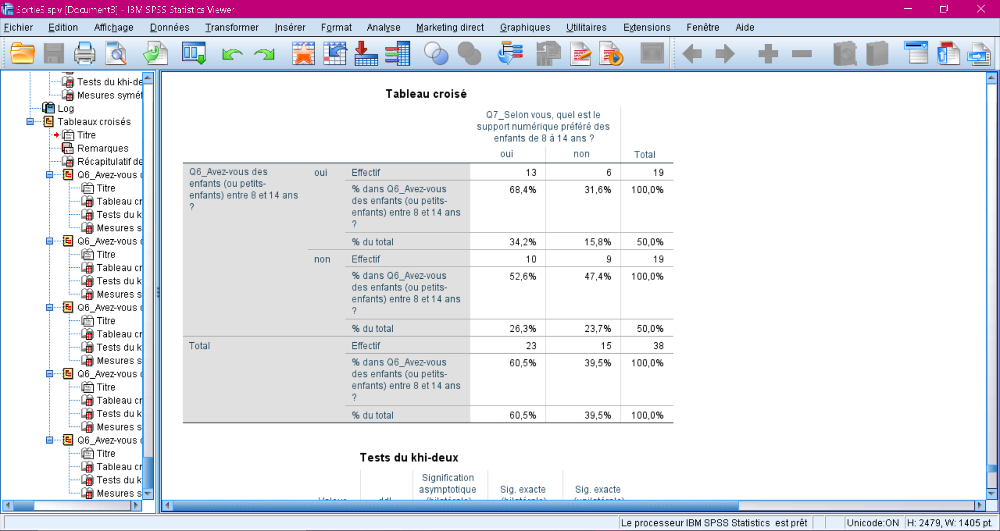 Sortie3.spv [Document3] - IBM SPSS Statistics Viewer
Fichier Edition Affichage Données Transformer Insérer Format Analyse Marketing direct Graphiques Utilitaires Extensions Fenêtre Aide
Tests du khi-de
Mesures symét
Log
Tableaux croisés
Titre
Remarques
Récapitulatif de
Q6_Avez-vous d
Titre
Tableau cr
Tests du k
Mesures s
Q6_Avez-vous d
Titre
Tableau cr
Tests du k
Mesures s
Q6_Avez-vous d
Titre
Tableau cr
Tests du k
Mesures s
Q6_Avez-vous d
Titre
Tableau cr
Tests du k
Mesures s
Q6_Avez-vous d
Titre
Tableau cr
Tests du k
Mesures s
Tableau croisé
Q7_Selon vous, quel est le
support numérique préféré des
enfants de 8 à 14 ans ?
oui non Total
Q6_Avez-vous des
enfants (ou petits-
enfants) entre 8 et 14 ans
?
oui Effectif 13 6 19
% dans Q6_Avez-vous
des enfants (ou petits-
enfants) entre 8 et 14 ans
?
68,4% 31,6% 100,0%
% du total 34,2% 15,8% 50,0%
non Effectif 10 9 19
% dans Q6_Avez-vous
des enfants (ou petits-
enfants) entre 8 et 14 ans
?
52,6% 47,4% 100,0%
% du total 26,3% 23,7% 50,0%
Total Effectif 23 15 38
% dans Q6_Avez-vous
des enfants (ou petits-
enfants) entre 8 et 14 ans
?
60,5% 39,5% 100,0%
% du total 60,5% 39,5% 100,0%
Tests du khi-deux
Signification
asymptotique
Sig. exacte
Sig. exacte
Valeur ddl (bilatérale) (bilatérale) (unilatérale)
Le processeur IBM SPSS Statistics est prêt Unicode:ON H: 2479, W: 1405 pt.